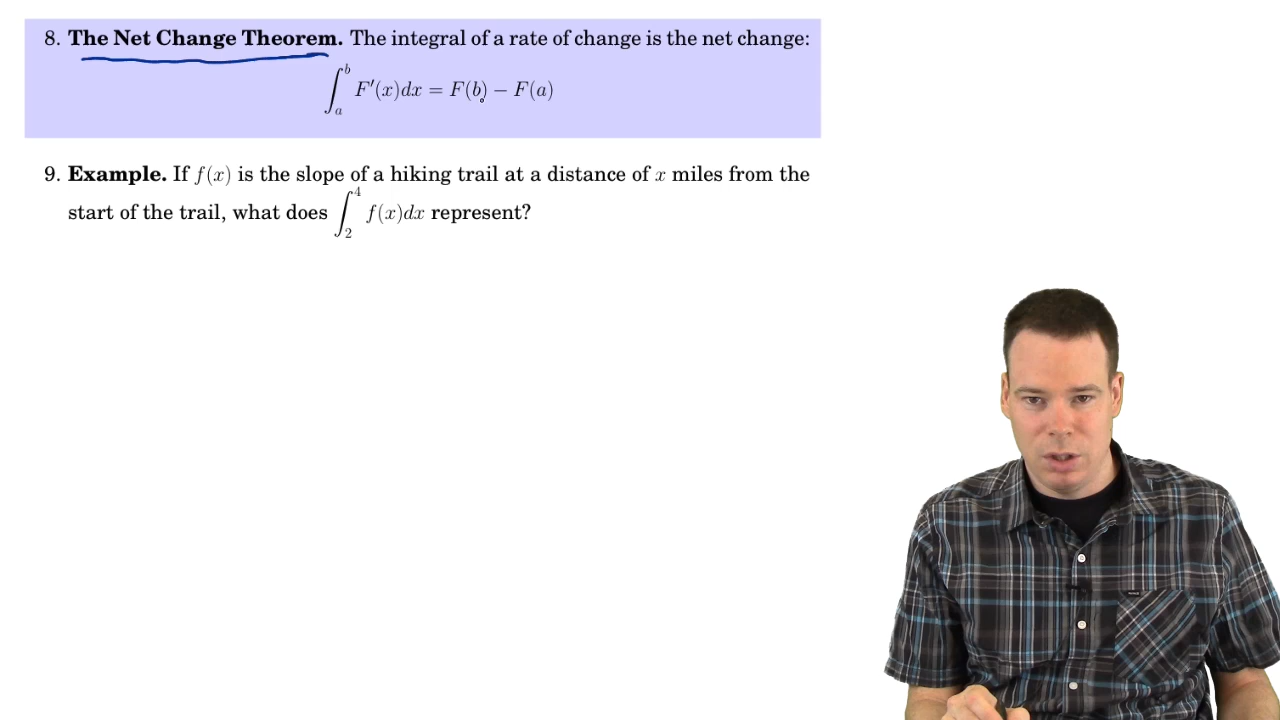 8. The Net Change Theorem. The integral of a rate of change is the net change:
∫_a^b F′(x)dx = F(b) − F(a)
9. Example. If f(x) is the slope of a hiking trail at a distance of x miles from the
start of the trail, what does ∫_2^4 f(x)dx represent?